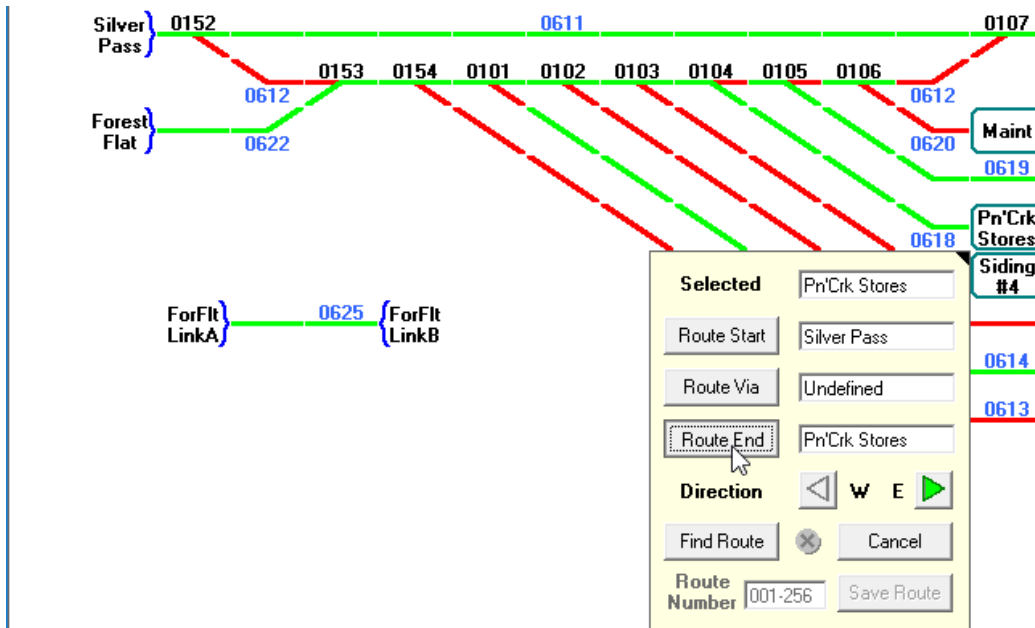 Silver
Pass
0152
0611
0107
0153
0154
0101
0102
0103
0104
0105
0106
0612
0612
Forest
Flat
0622
0620
Maint
0619
Pn'Crk
Stores
0618
Siding
#4
ForFlt
LinkA
0625
ForFlt
LinkB
0614
0613
Selected
Pn'Crk Stores
Route Start
Silver Pass
Route Via
Undefined
Route End
Pn'Crk Stores
Direction
W
E
Find Route
Cancel
Route
Number
001-256
Save Route